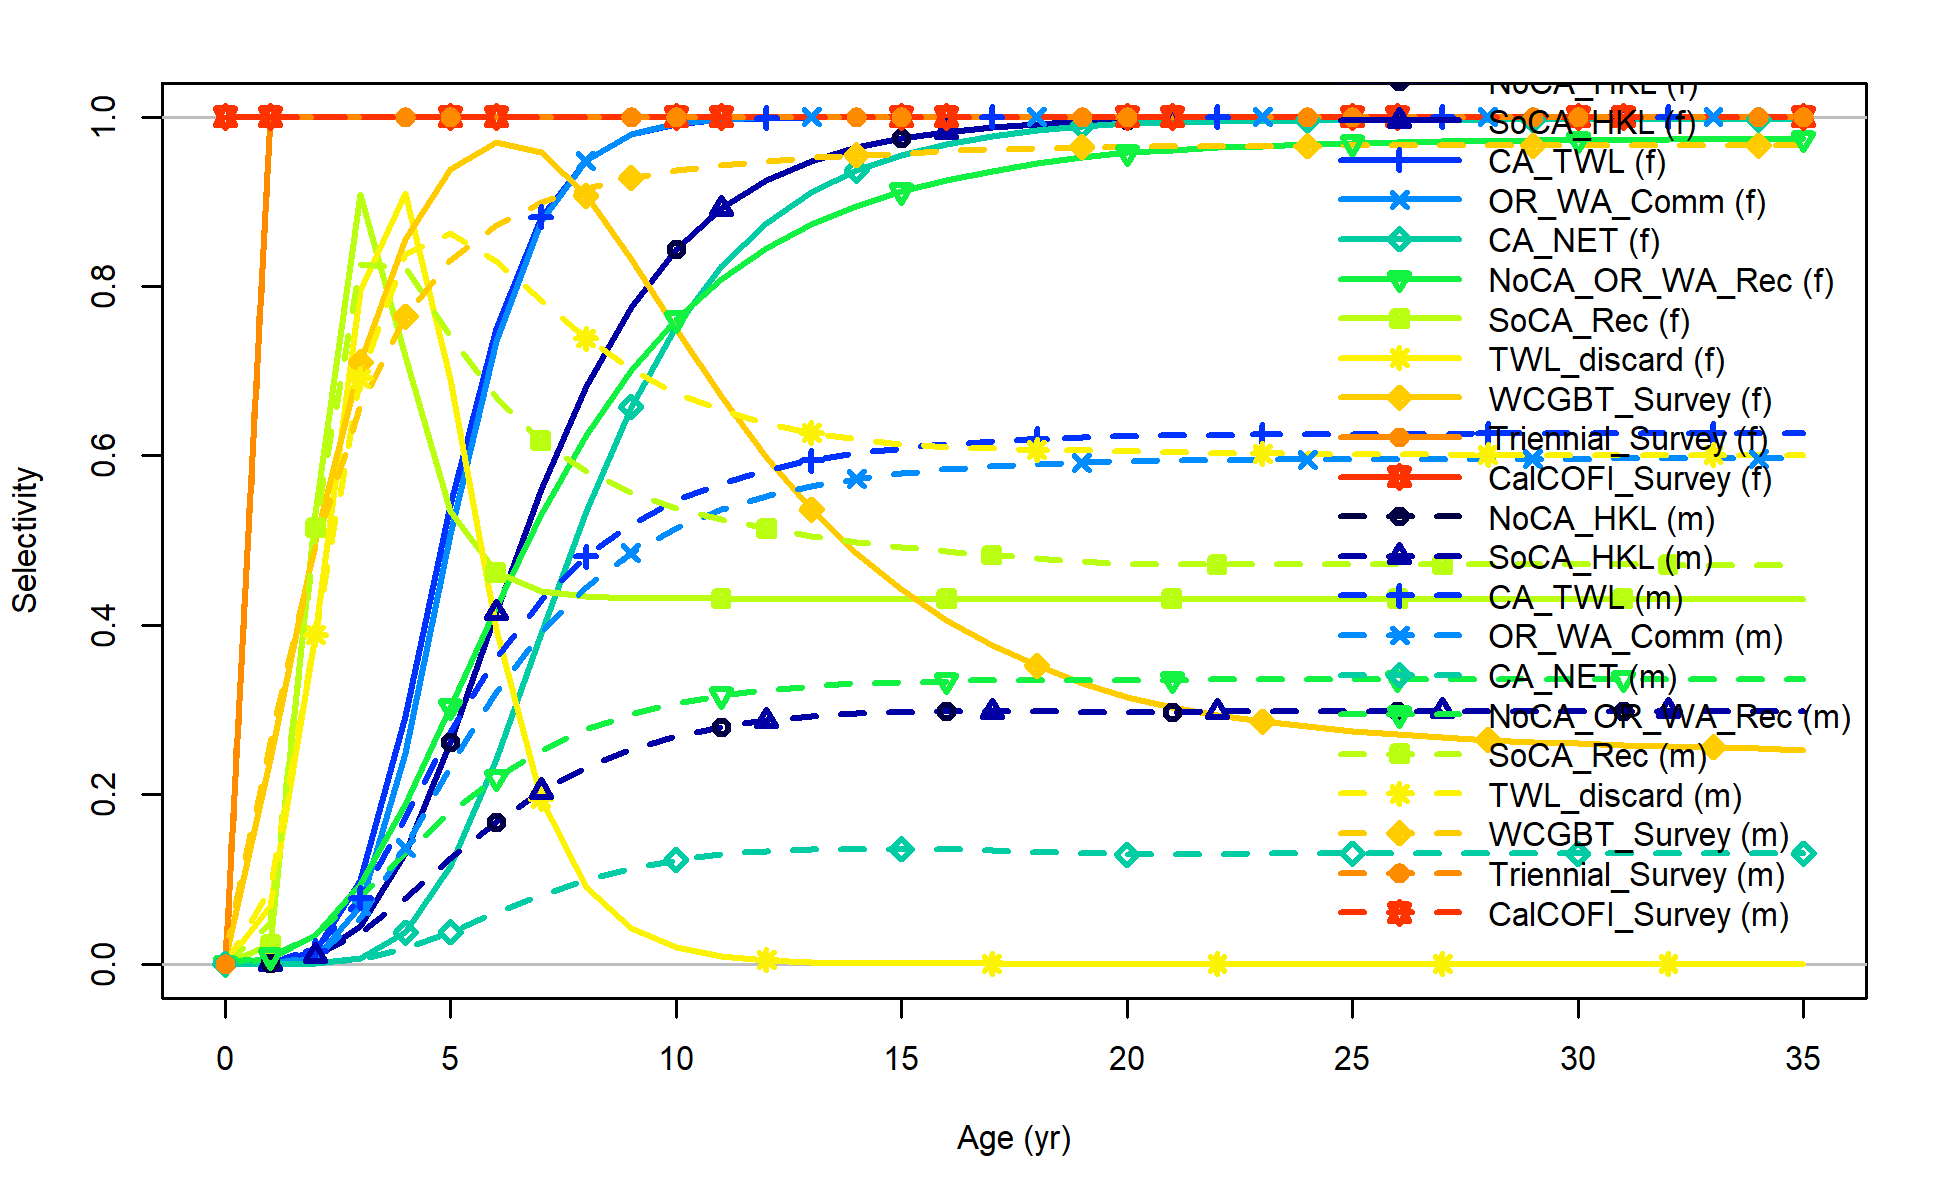 NoCA_HKL (f)
SoCA_HKL (f)
CA_TWL (f)
OR_WA_Comm (f)
CA_NET (f)
NoCA_OR_WA_Rec (f)
SoCA_Rec (f)
TWL_discard (f)
WCGBT_Survey (f)
Triennial_Survey (f)
CalCOFI_Survey (f)
NoCA_HKL (m)
SoCA_HKL (m)
CA_TWL (m)
OR_WA_Comm (m)
CA_NET (m)
NoCA_OR_WA_Rec (m)
SoCA_Rec (m)
TWL_discard (m)
WCGBT_Survey (m)
Triennial_Survey (m)
CalCOFI_Survey (m)
1.0
0.8
0.6
0.4
0.2
0.0
Selectivity
0 5 10 15 20 25 30 35
Age (yr)